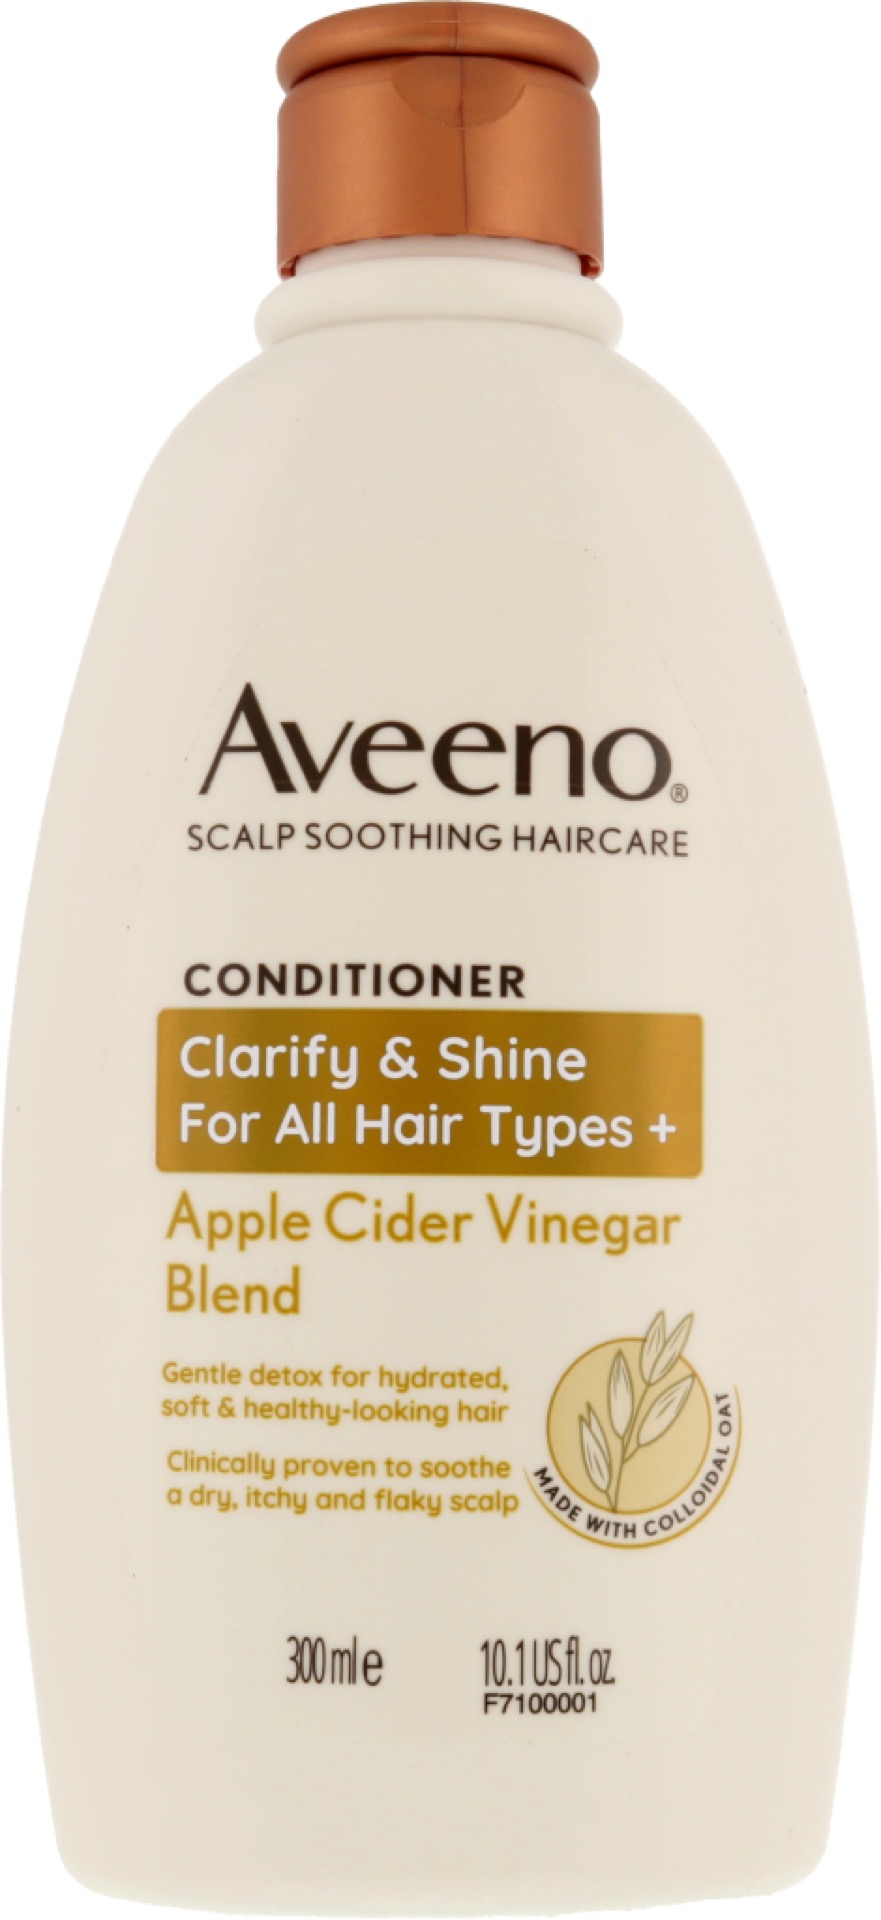 Aveeno®
SCALP SOOTHING HAIRCARE
CONDITIONER
Clarify & Shine
For All Hair Types +
Apple Cider Vinegar
Blend
Gentle detox for hydrated,
soft & healthy-looking hair
Clinically proven to soothe
a dry, itchy and flaky scalp
MADE WITH COLLOIDAL OAT
300 ml e 10.1 US fl. oz.
F7100001